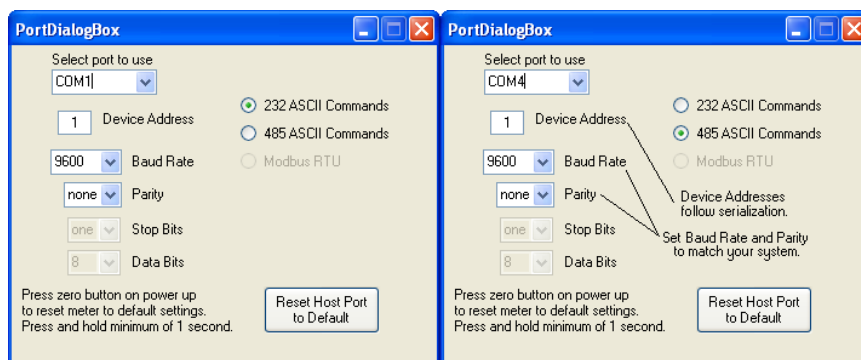 PortDialogBox
Select port to use
COM1
232 ASCII Commands
1 Device Address
485 ASCII Commands
9600 Baud Rate
Modbus RTU
none Parity
one Stop Bits
8 Data Bits
Press zero button on power up
to reset meter to default settings.
Press and hold minimum of 1 second.
Reset Host Port
to Default
PortDialogBox
Select port to use
COM4
232 ASCII Commands
1 Device Address
485 ASCII Commands
9600 Baud Rate
Modbus RTU
none Parity
Device Addresses
follow serialization.
one Stop Bits
Set Baud Rate and Parity
to match your system.
8 Data Bits
Press zero button on power up
to reset meter to default settings.
Press and hold minimum of 1 second.
Reset Host Port
to Default